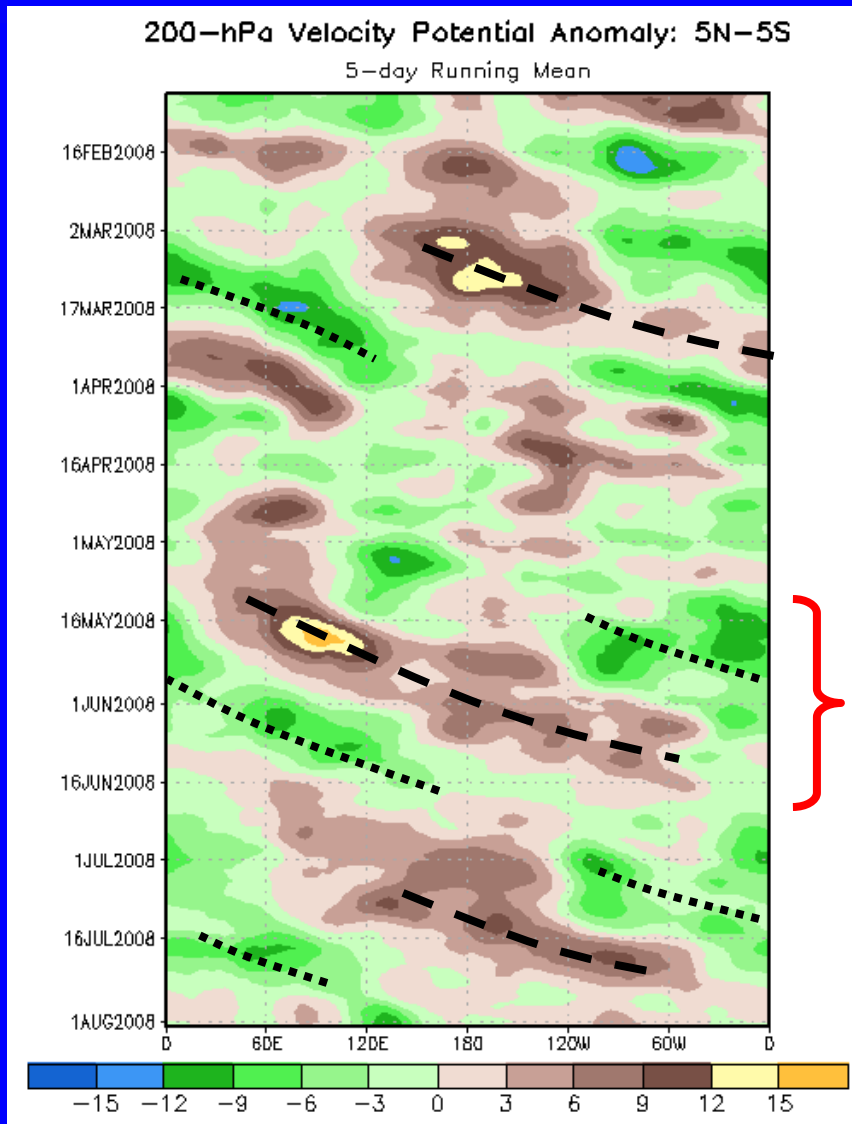 200-hPa Velocity Potential Anomaly: 5N-5S
5-day Running Mean
16FEB2008
2MAR2008
17MAR2008
1APR2008
16APR2008
1MAY2008
16MAY2008
1JUN2008
16JUN2008
1JUL2008
16JUL2008
1AUG2008
0 60E 120E 180 120W 60W 0
-15 -12 -9 -6 -3 0 3 6 9 12 15